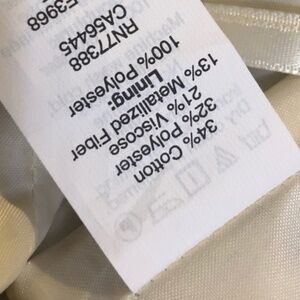 34% Cotton
32% Polyester
21% Viscose
13% Metallized Fiber
Lining:
100% Polyester
CA56445
RN77388
E3968